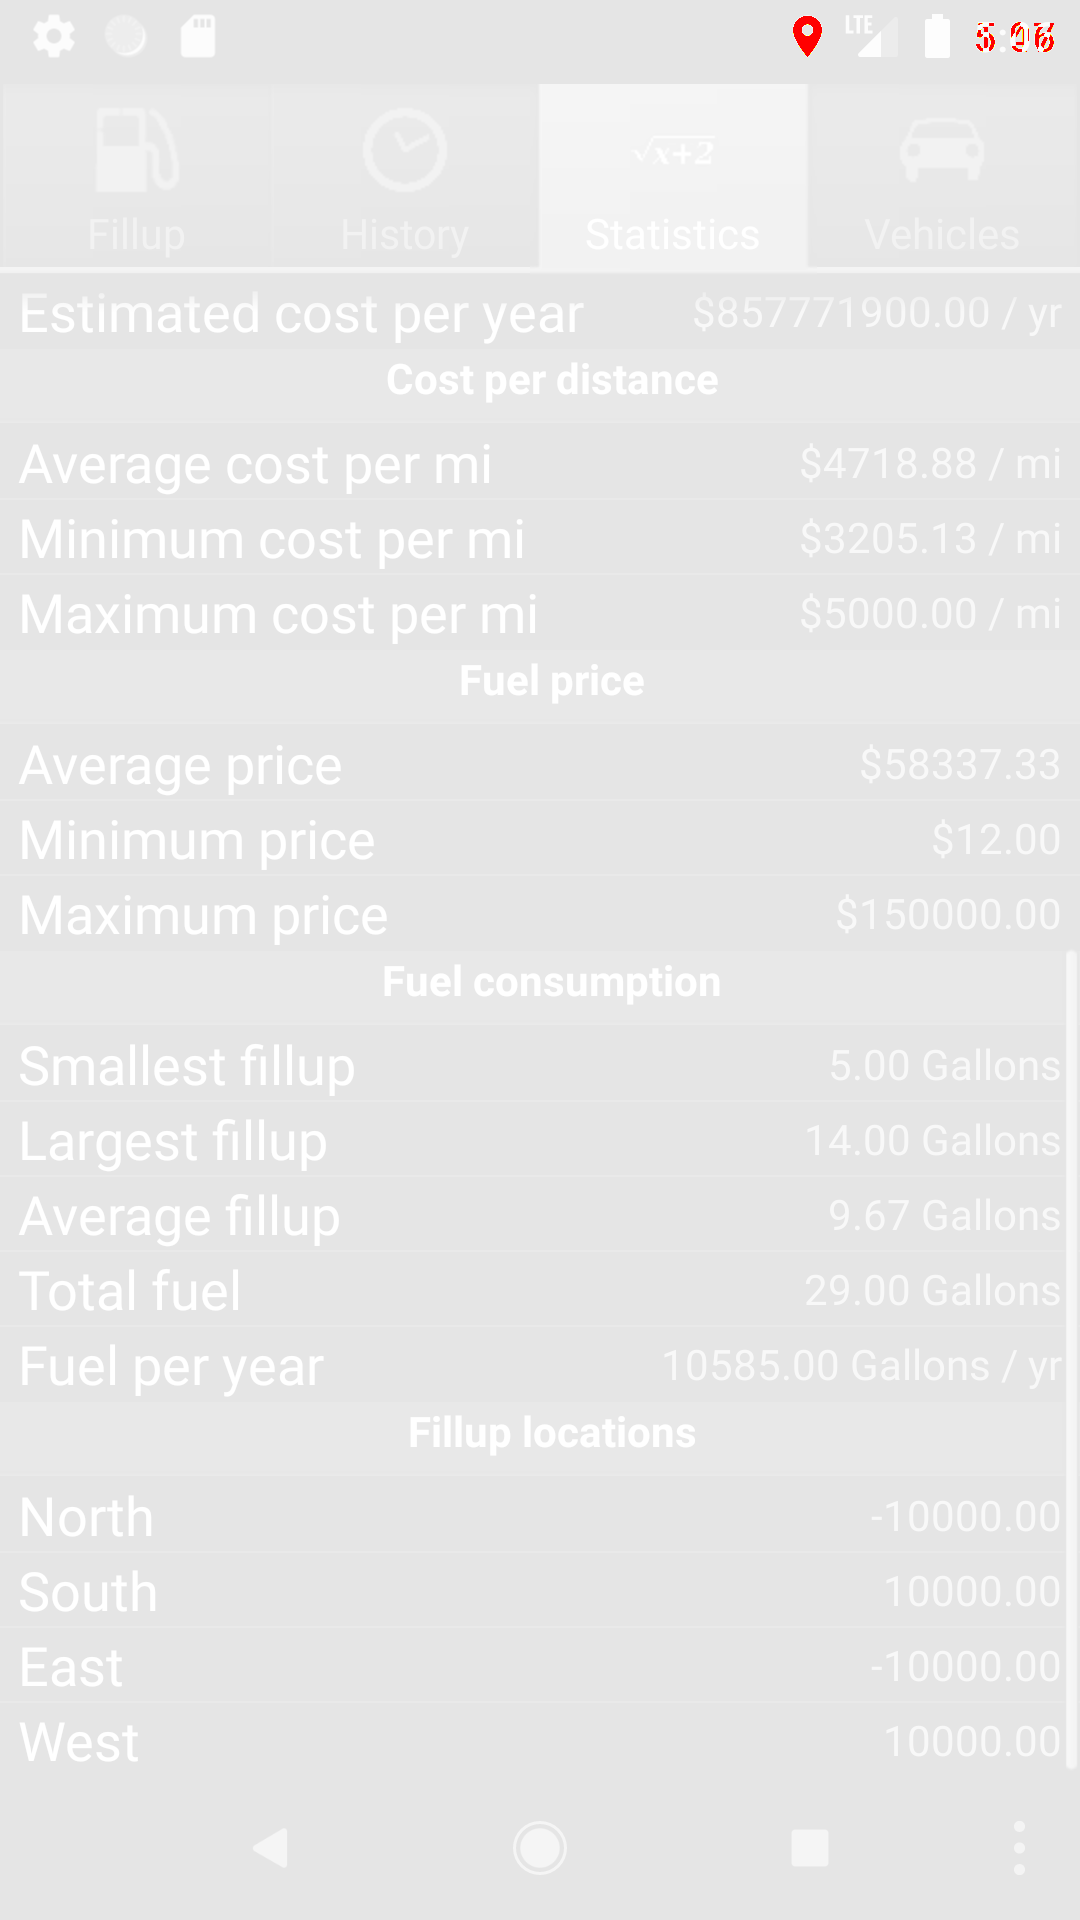 LTE
√x+2
Fillup History Statistics Vehicles
Estimated cost per year $857771900.00 / yr
Cost per distance
Average cost per mi $4718.88 / mi
Minimum cost per mi $3205.13 / mi
Maximum cost per mi $5000.00 / mi
Fuel price
Average price $58337.33
Minimum price $12.00
Maximum price $150000.00
Fuel consumption
Smallest fillup 5.00 Gallons
Largest fillup 14.00 Gallons
Average fillup 9.67 Gallons
Total fuel 29.00 Gallons
Fuel per year 10585.00 Gallons / yr
Fillup locations
North -10000.00
South 10000.00
East -10000.00
West 10000.00